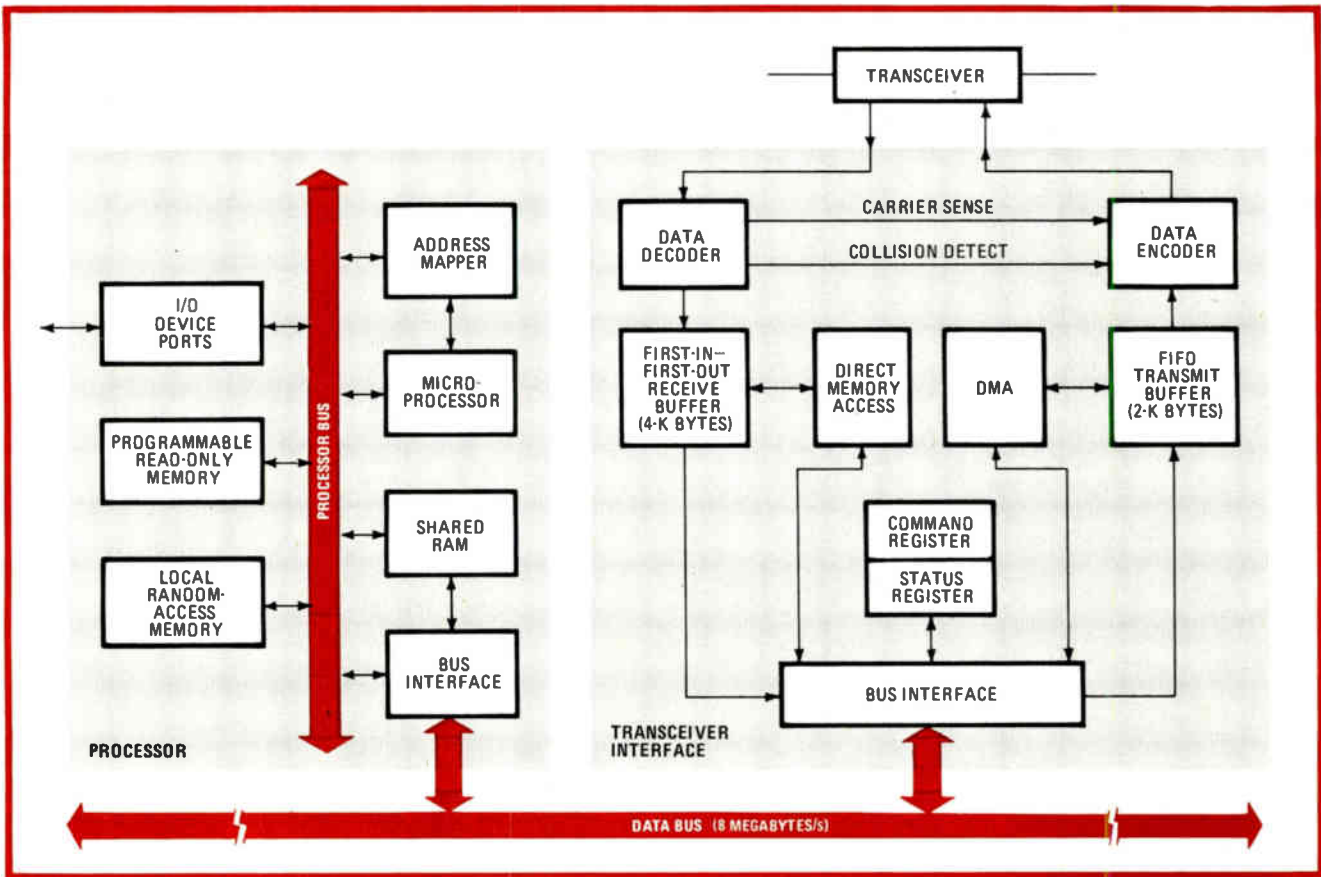 TRANSCEIVER
CARRIER SENSE
COLLISION DETECT
DATA
DECODER
DATA
ENCODER
ADDRESS
MAPPER
I/O
DEVICE
PORTS
MICRO-
PROCESSOR
PROGRAMMABLE
READ-ONLY
MEMORY
PROCESSOR BUS
SHARED
RAM
LOCAL
RANDOM-
ACCESS
MEMORY
BUS
INTERFACE
PROCESSOR
FIRST-IN–
FIRST-OUT
RECEIVE
BUFFER
(4-K BYTES)
DIRECT
MEMORY
ACCESS
DMA
FIFO
TRANSMIT
BUFFER
(2-K BYTES)
COMMAND
REGISTER
STATUS
REGISTER
BUS INTERFACE
TRANSCEIVER
INTERFACE
DATA BUS (8 MEGABYTES/s)